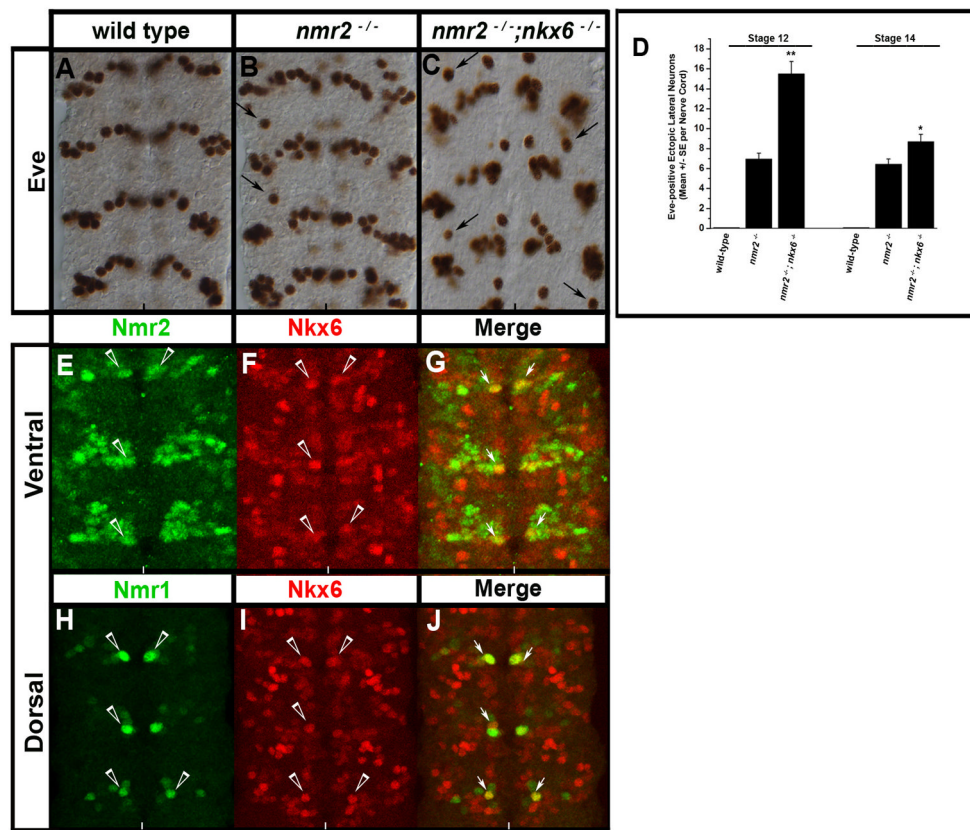 wild type
nmr2 -/-
nmr2 -/-;nkx6 -/-
Eve
A
B
C
D
Stage 12
Stage 14
Eve-positive Ectopic Lateral Neurons
(Mean +/- SE per Nerve Cord)
18
16
14
12
10
8
6
4
2
0
**
*
wild-type
nmr2 -/-
nmr2 -/-; nkx6 -/-
wild-type
nmr2 -/-
nmr2 -/-; nkx6 -/-
Nmr2
Nkx6
Merge
Ventral
E
F
G
Nmr1
Nkx6
Merge
Dorsal
H
I
J